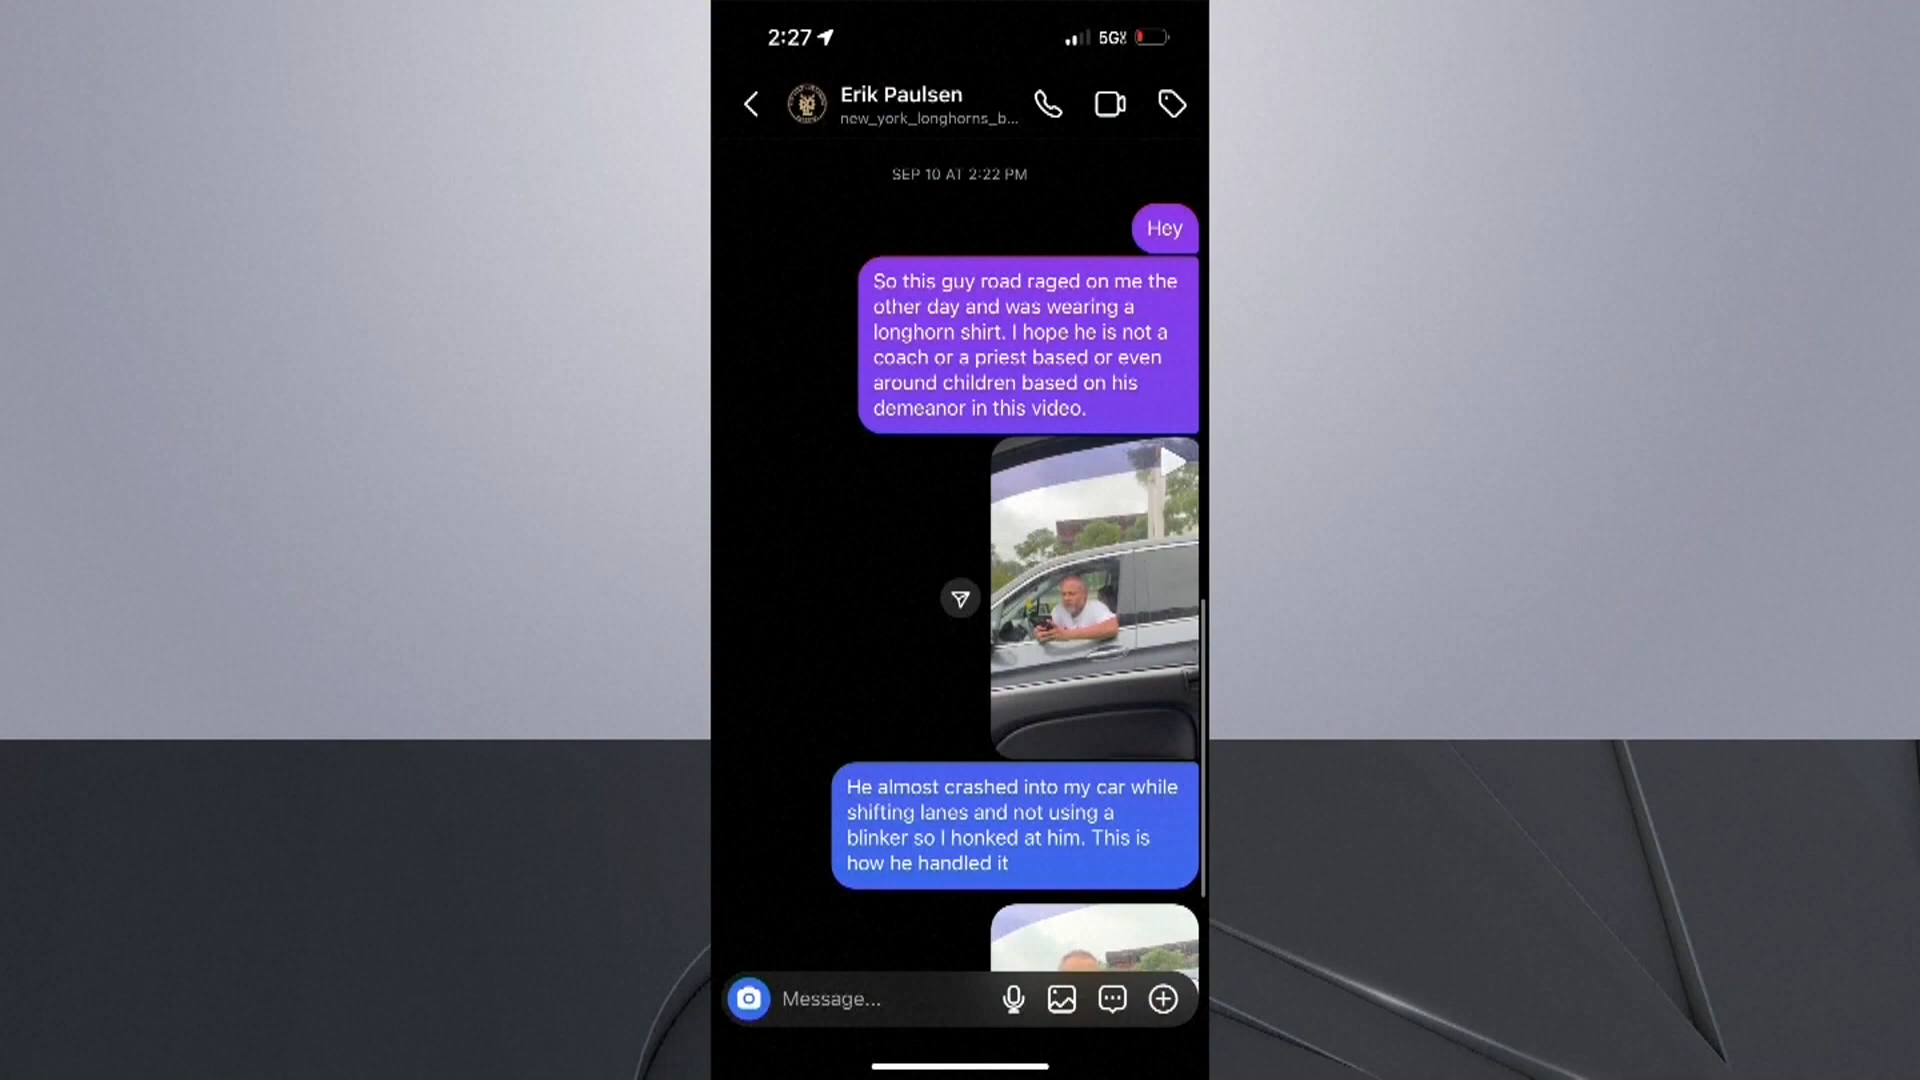 2:27
5G
Erik Paulsen
new_york_longhorns_b...
SEP 10 AT 2:22 PM
Hey
So this guy road raged on me the
other day and was wearing a
longhorn shirt. I hope he is not a
coach or a priest based or even
around children based on his
demeanor in this video.
He almost crashed into my car while
shifting lanes and not using a
blinker so I honked at him. This is
how he handled it
Message...